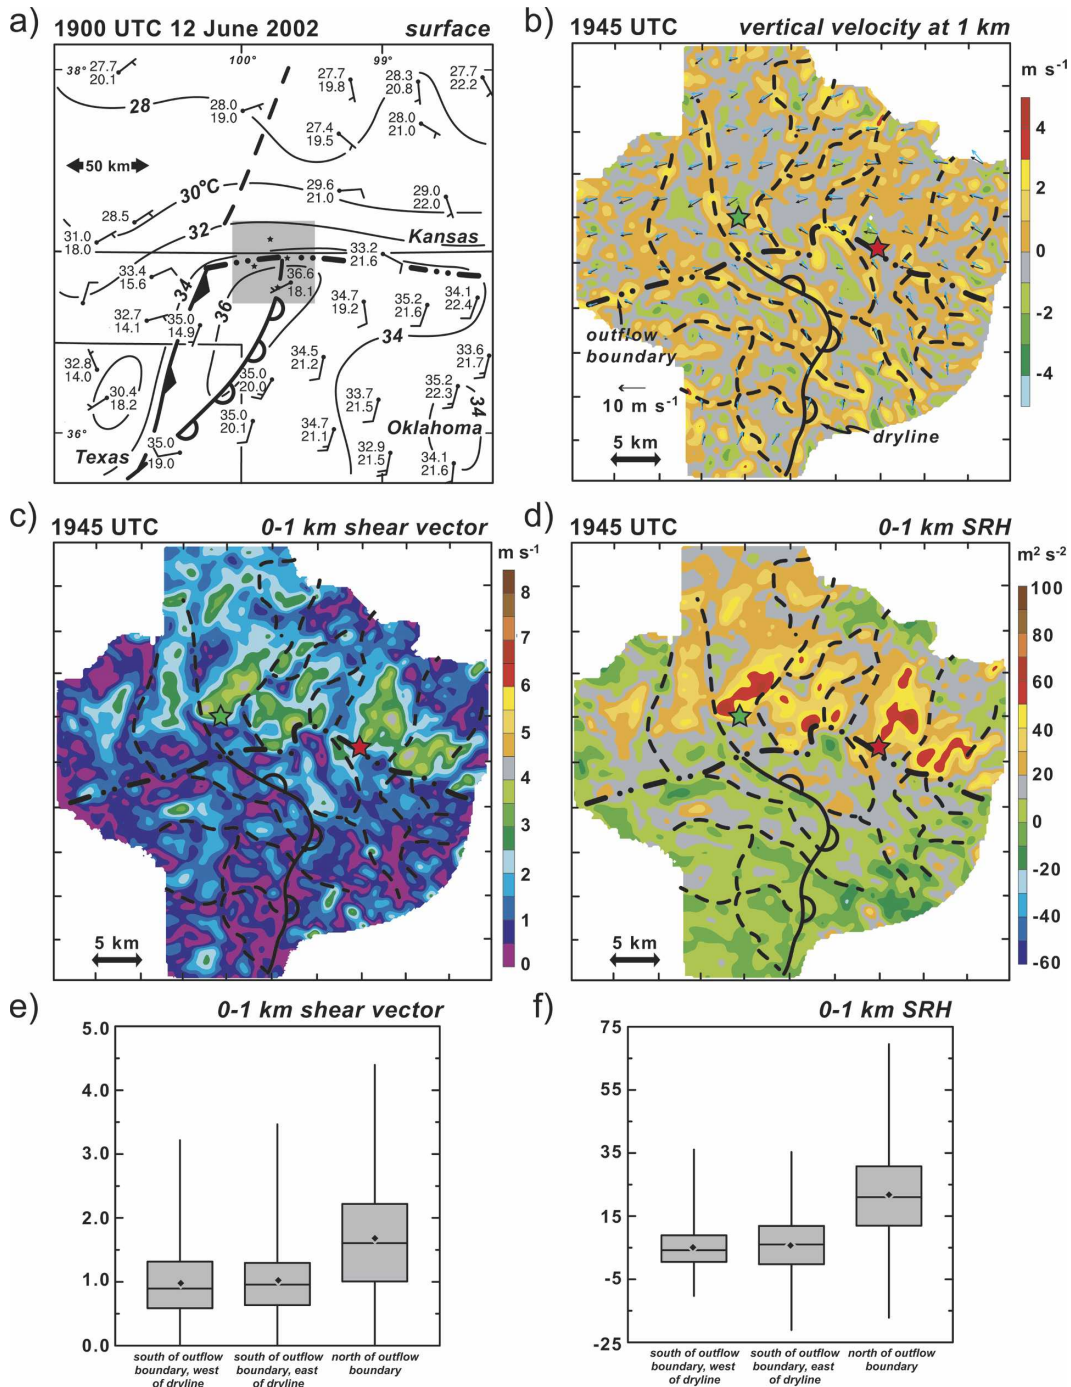 a)
1900 UTC 12 June 2002
surface
100°
99°
38°
27.7
20.1
27.7
19.8
28.3
20.8
27.7
22.2
28
28.0
19.0
28.0
21.0
27.4
19.5
50 km
30°C
29.6
21.0
29.0
22.0
28.5
31.0
18.0
32
Kansas
33.2
21.6
33.4
15.6
34
36.6
18.1
36
34.7
19.2
35.2
21.6
34.1
22.4
32.7
14.1
35.0
14.9
34
32.8
14.0
34.5
21.2
33.6
21.7
35.0
20.0
30.4
18.2
33.7
21.5
35.2
22.3
34
35.0
20.1
34.7
21.1
Oklahoma
36°
Texas
35.0
19.0
32.9
21.5
34.1
21.6
b)
1945 UTC
vertical velocity at 1 km
m s⁻¹
4
2
0
-2
-4
outflow
boundary
10 m s⁻¹
5 km
dryline
c)
1945 UTC
0-1 km shear vector
m s⁻¹
8
7
6
5
4
3
2
1
0
5 km
d)
1945 UTC
0-1 km SRH
m² s⁻²
100
80
60
40
20
0
-20
-40
-60
5 km
e)
0-1 km shear vector
5.0
4.0
3.0
2.0
1.0
0.0
south of outflow
boundary, west
of dryline
south of outflow
boundary, east
of dryline
north of outflow
boundary
f)
0-1 km SRH
75
55
35
15
-5
-25
south of outflow
boundary, west
of dryline
south of outflow
boundary, east
of dryline
north of outflow
boundary